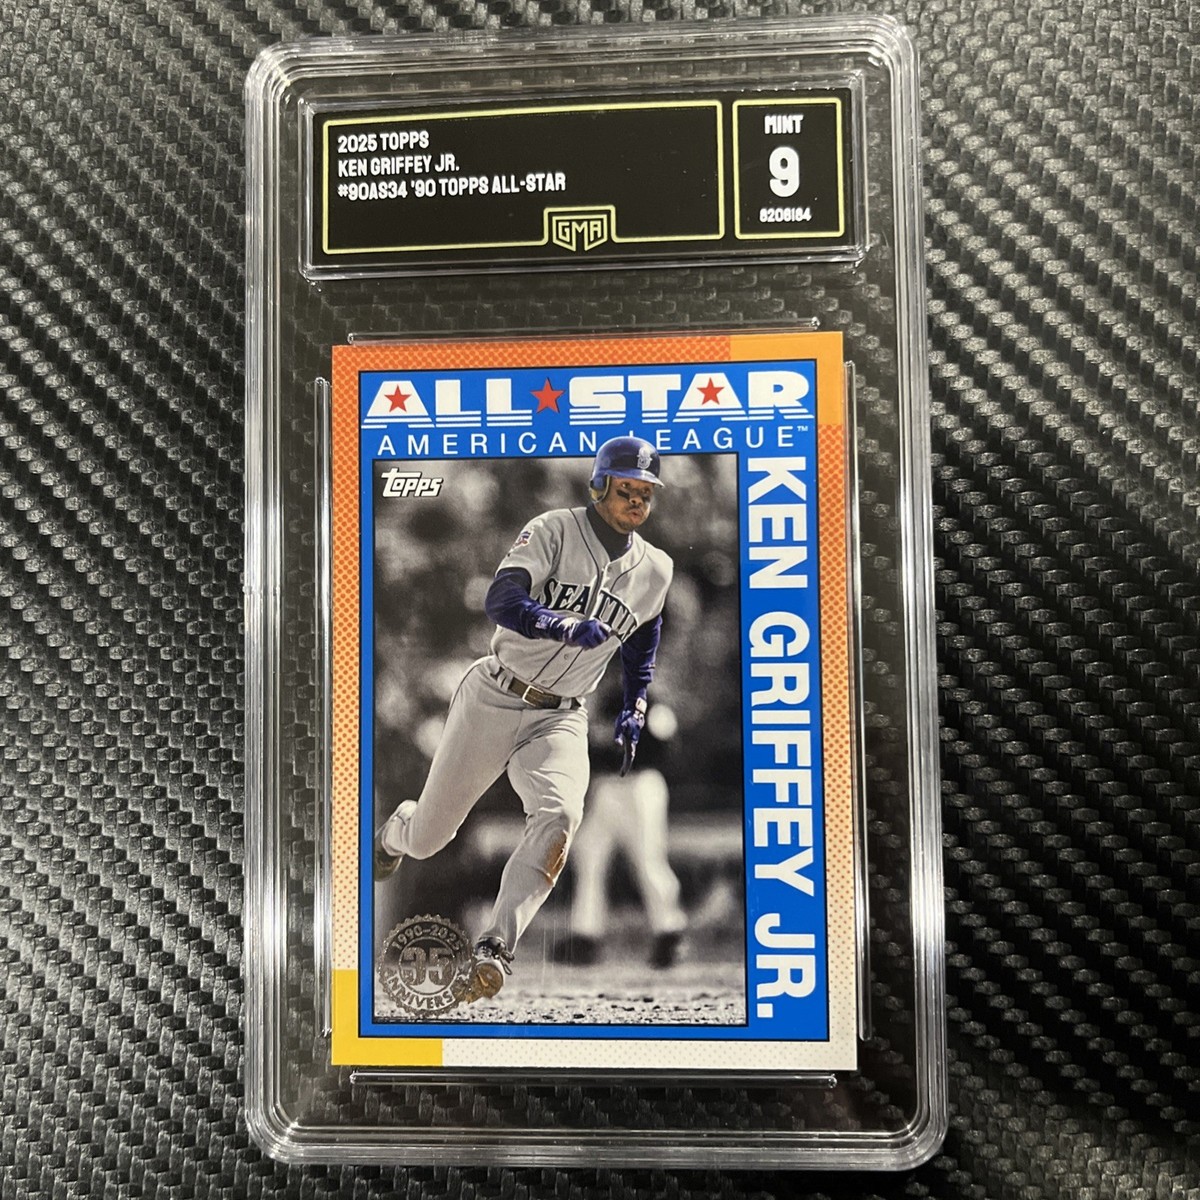 2025 TOPPS
KEN GRIFFEY JR.
#90AS34 '90 TOPPS ALL-STAR
GMA
MINT
9
8206184
ALL★STAR
AMERICAN LEAGUE™
KEN GRIFFEY JR.
topps
SEATTLE
1990-2025
35